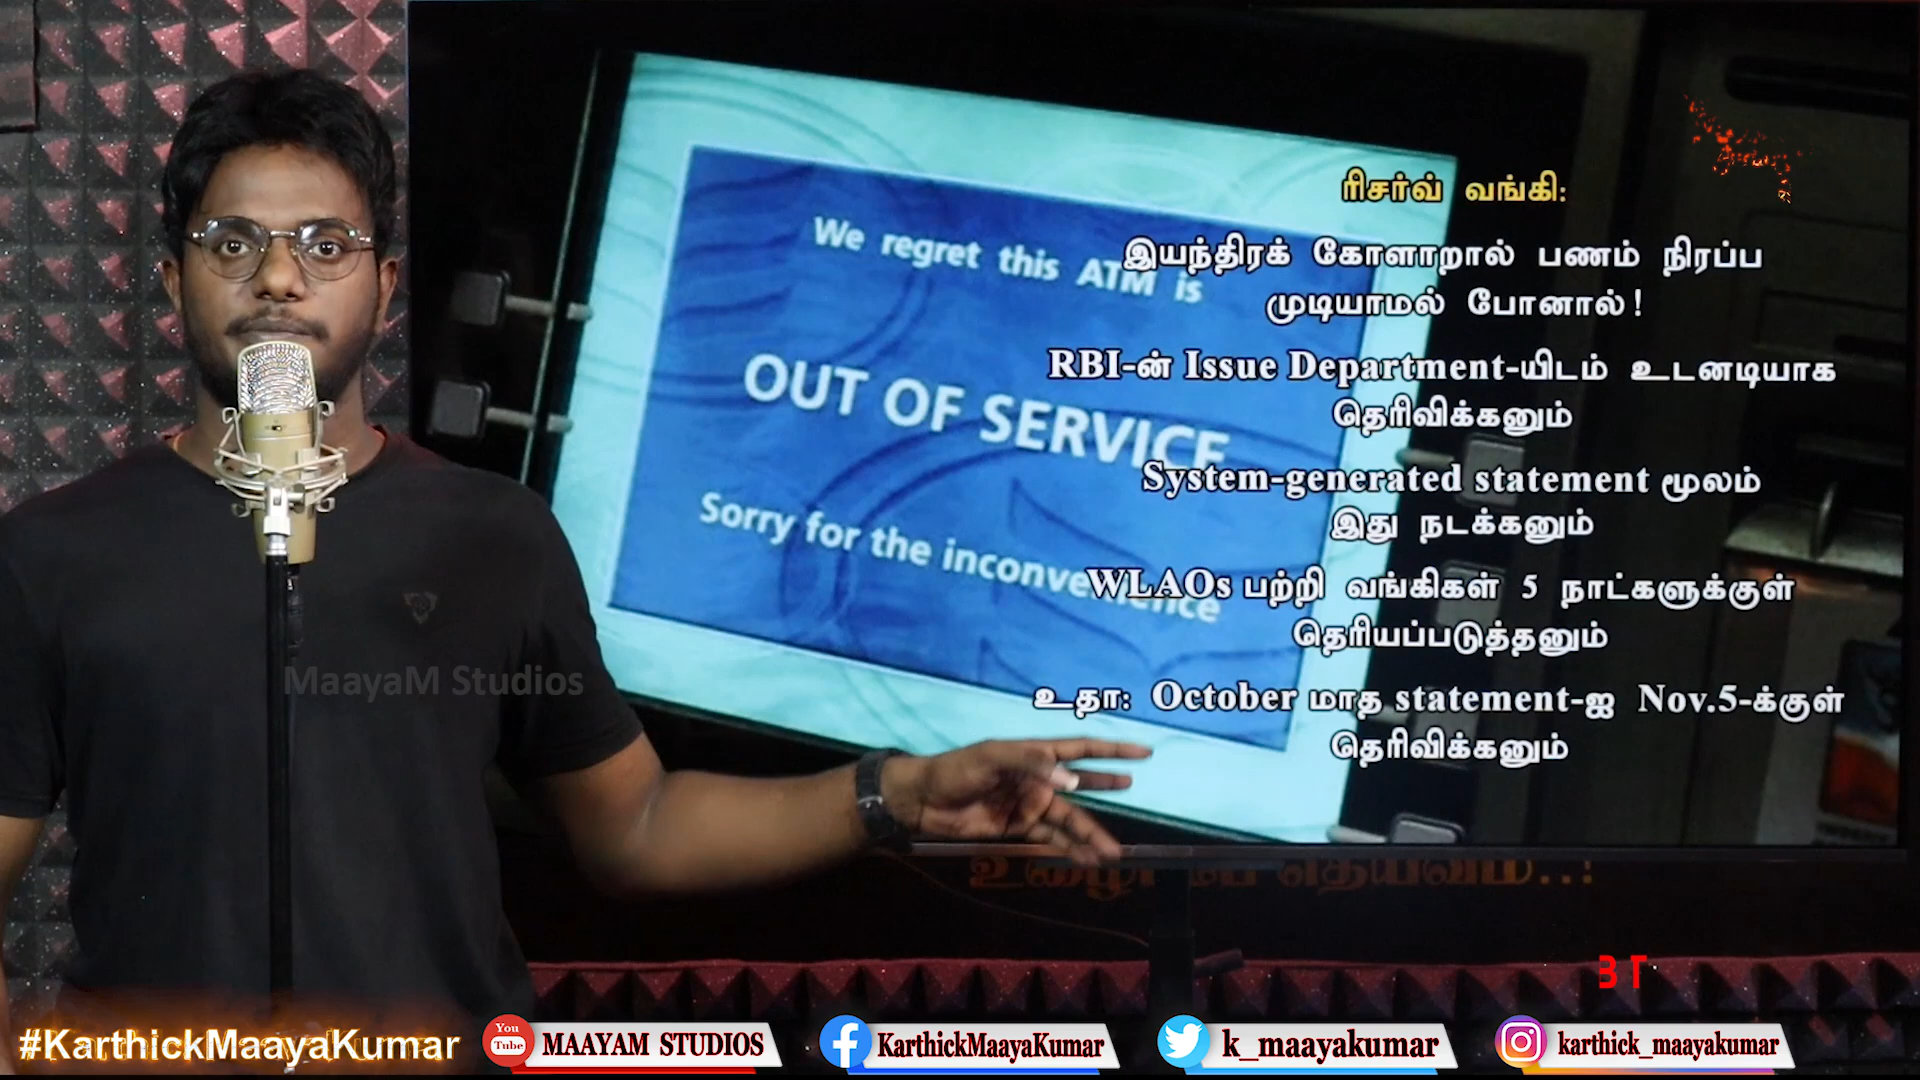 We regret this ATM is
OUT OF SERVICE
Sorry for the inconvenience
ரிசர்வ் வங்கி:
இயந்திரக் கோளாறால் பணம் நிரப்ப
முடியாமல் போனால்!
RBI-ன் Issue Department-யிடம் உடனடியாக
தெரிவிக்கனும்
System-generated statement மூலம்
இது நடக்கனும்
WLAOs பற்றி வங்கிகள் 5 நாட்களுக்குள்
தெரியப்படுத்தனும்
உதா: October மாத statement-ஐ Nov.5-க்குள்
தெரிவிக்கனும்
MaayaM Studios
BT
#KarthickMaayaKumar
You Tube
MAAYAM STUDIOS
KarthickMaayaKumar
k_maayakumar
karthick_maayakumar